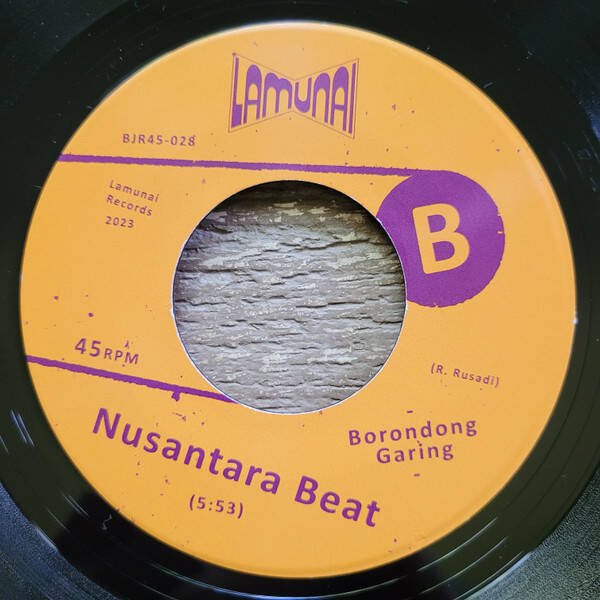 LAMUNAI
BJR45-028
Lamunai
Records
2023
B
45RPM
(R. Rusadi)
Borondong
Garing
Nusantara Beat
(5:53)